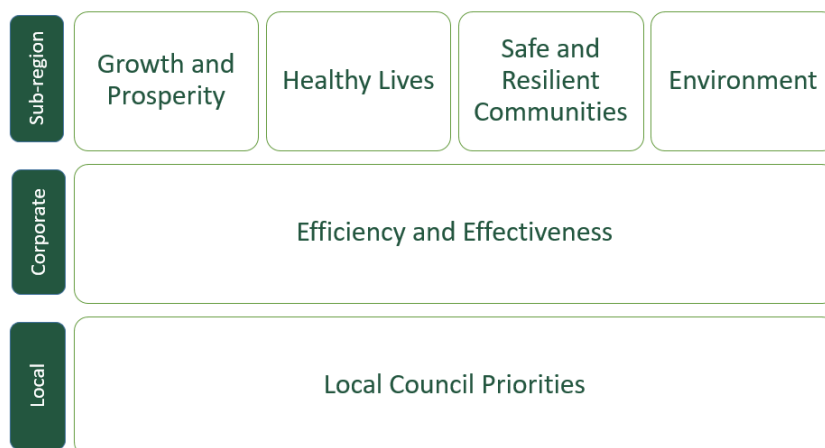 Sub-region
Growth and
Prosperity
Healthy Lives
Safe and
Resilient
Communities
Environment
Corporate
Efficiency and Effectiveness
Local
Local Council Priorities